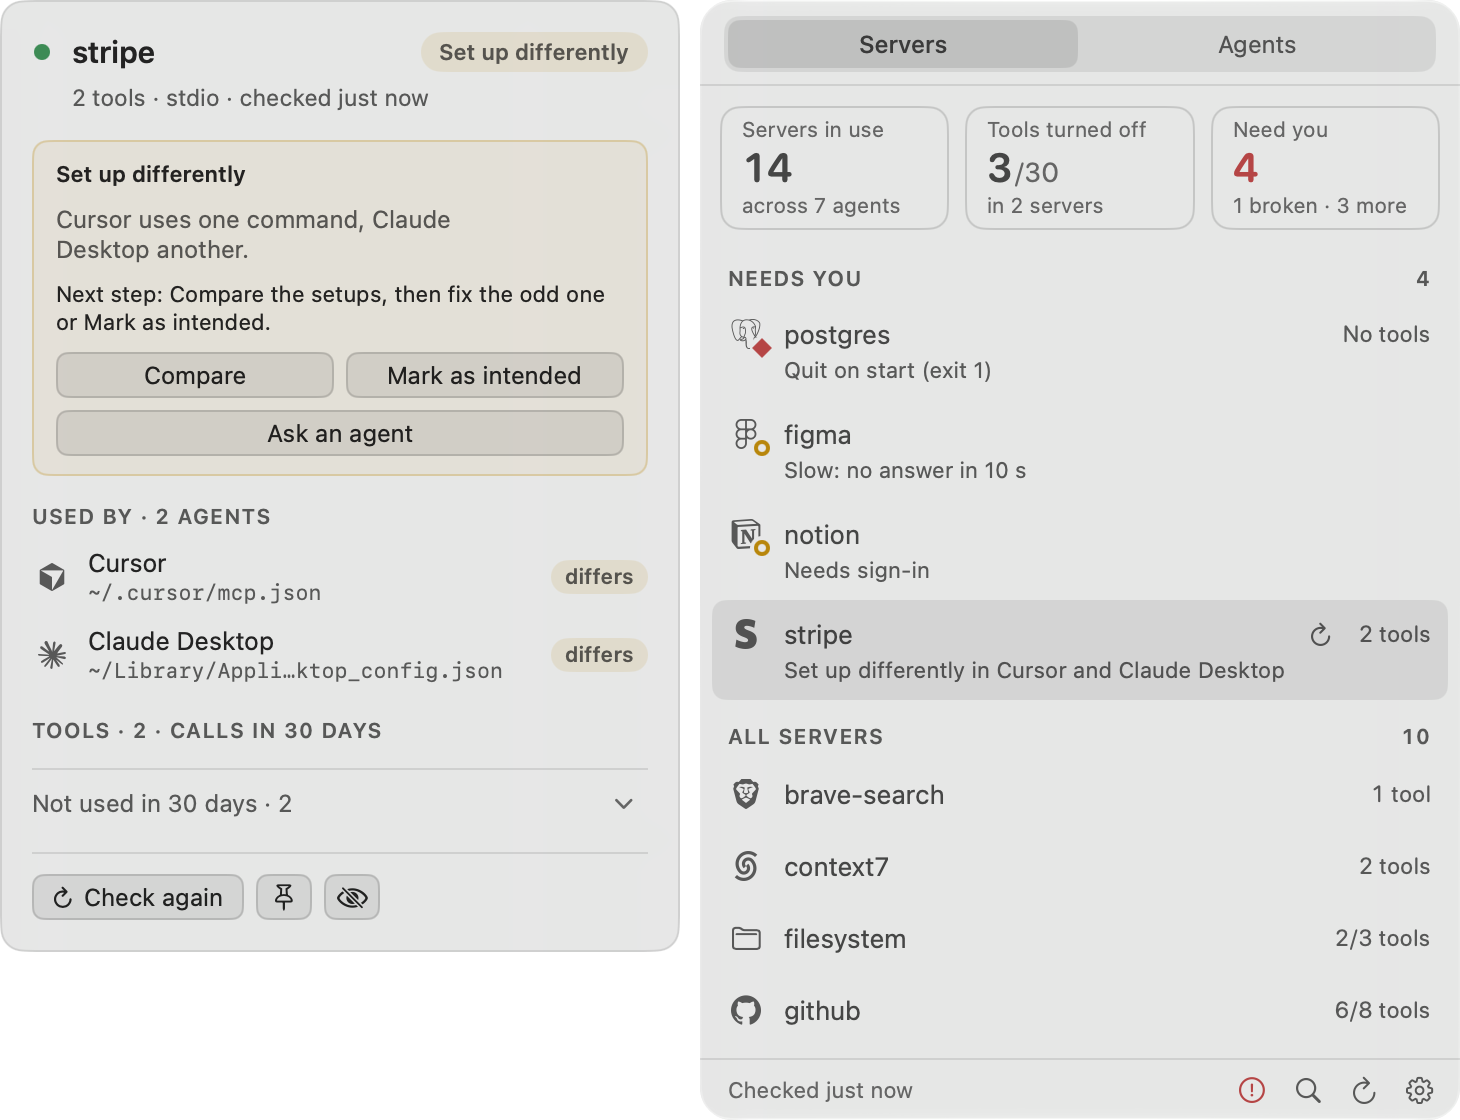 stripe
Set up differently
2 tools · stdio · checked just now
Set up differently
Cursor uses one command, Claude
Desktop another.
Next step: Compare the setups, then fix the odd one
or Mark as intended.
Compare
Mark as intended
Ask an agent
USED BY · 2 AGENTS
Cursor
~/.cursor/mcp.json
differs
Claude Desktop
~/Library/Appli…ktop_config.json
differs
TOOLS · 2 · CALLS IN 30 DAYS
Not used in 30 days · 2
Check again
Servers
Agents
Servers in use
14
across 7 agents
Tools turned off
3/30
in 2 servers
Need you
4
1 broken · 3 more
NEEDS YOU
4
postgres
No tools
Quit on start (exit 1)
figma
Slow: no answer in 10 s
notion
Needs sign-in
stripe
2 tools
Set up differently in Cursor and Claude Desktop
ALL SERVERS
10
brave-search
1 tool
context7
2 tools
filesystem
2/3 tools
github
6/8 tools
Checked just now